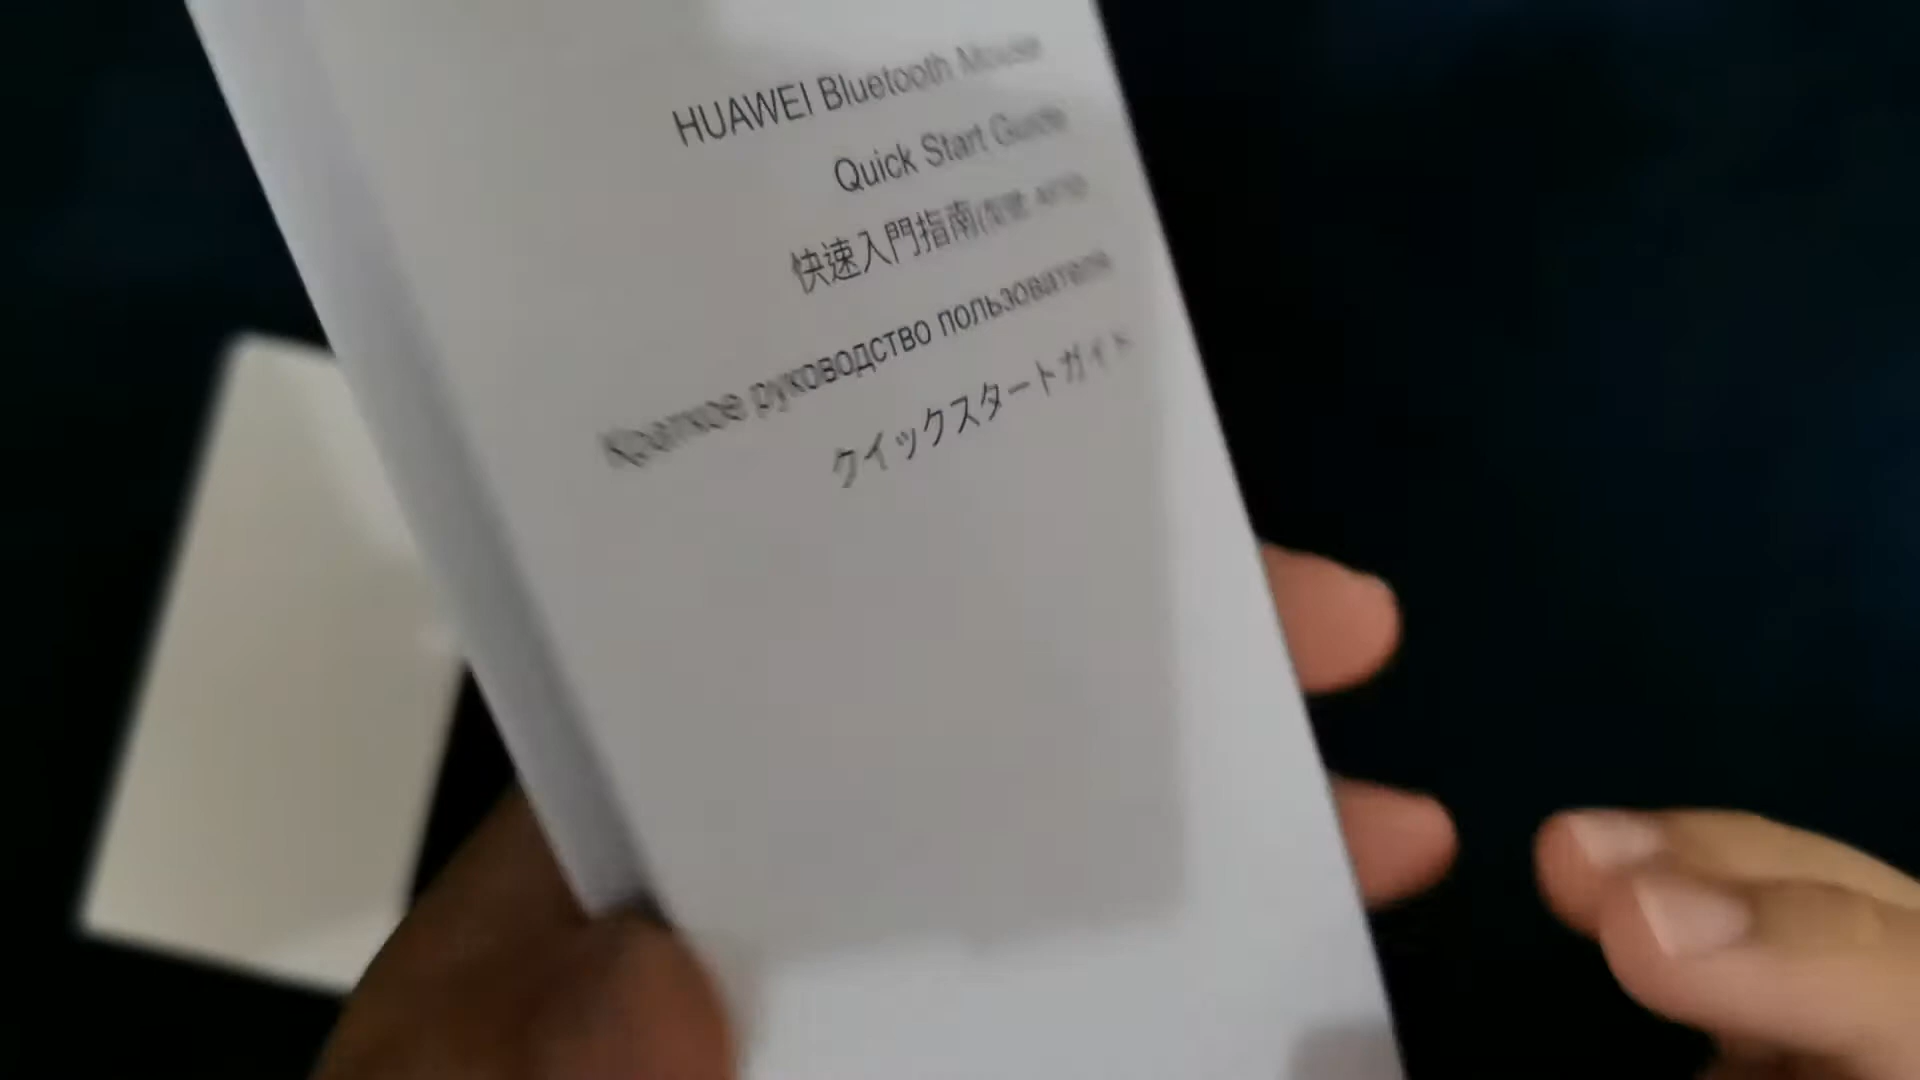 HUAWEI Bluetooth Mouse
Quick Start Guide
快速入門指南
Краткое руководство пользователя
クイックスタートガイド